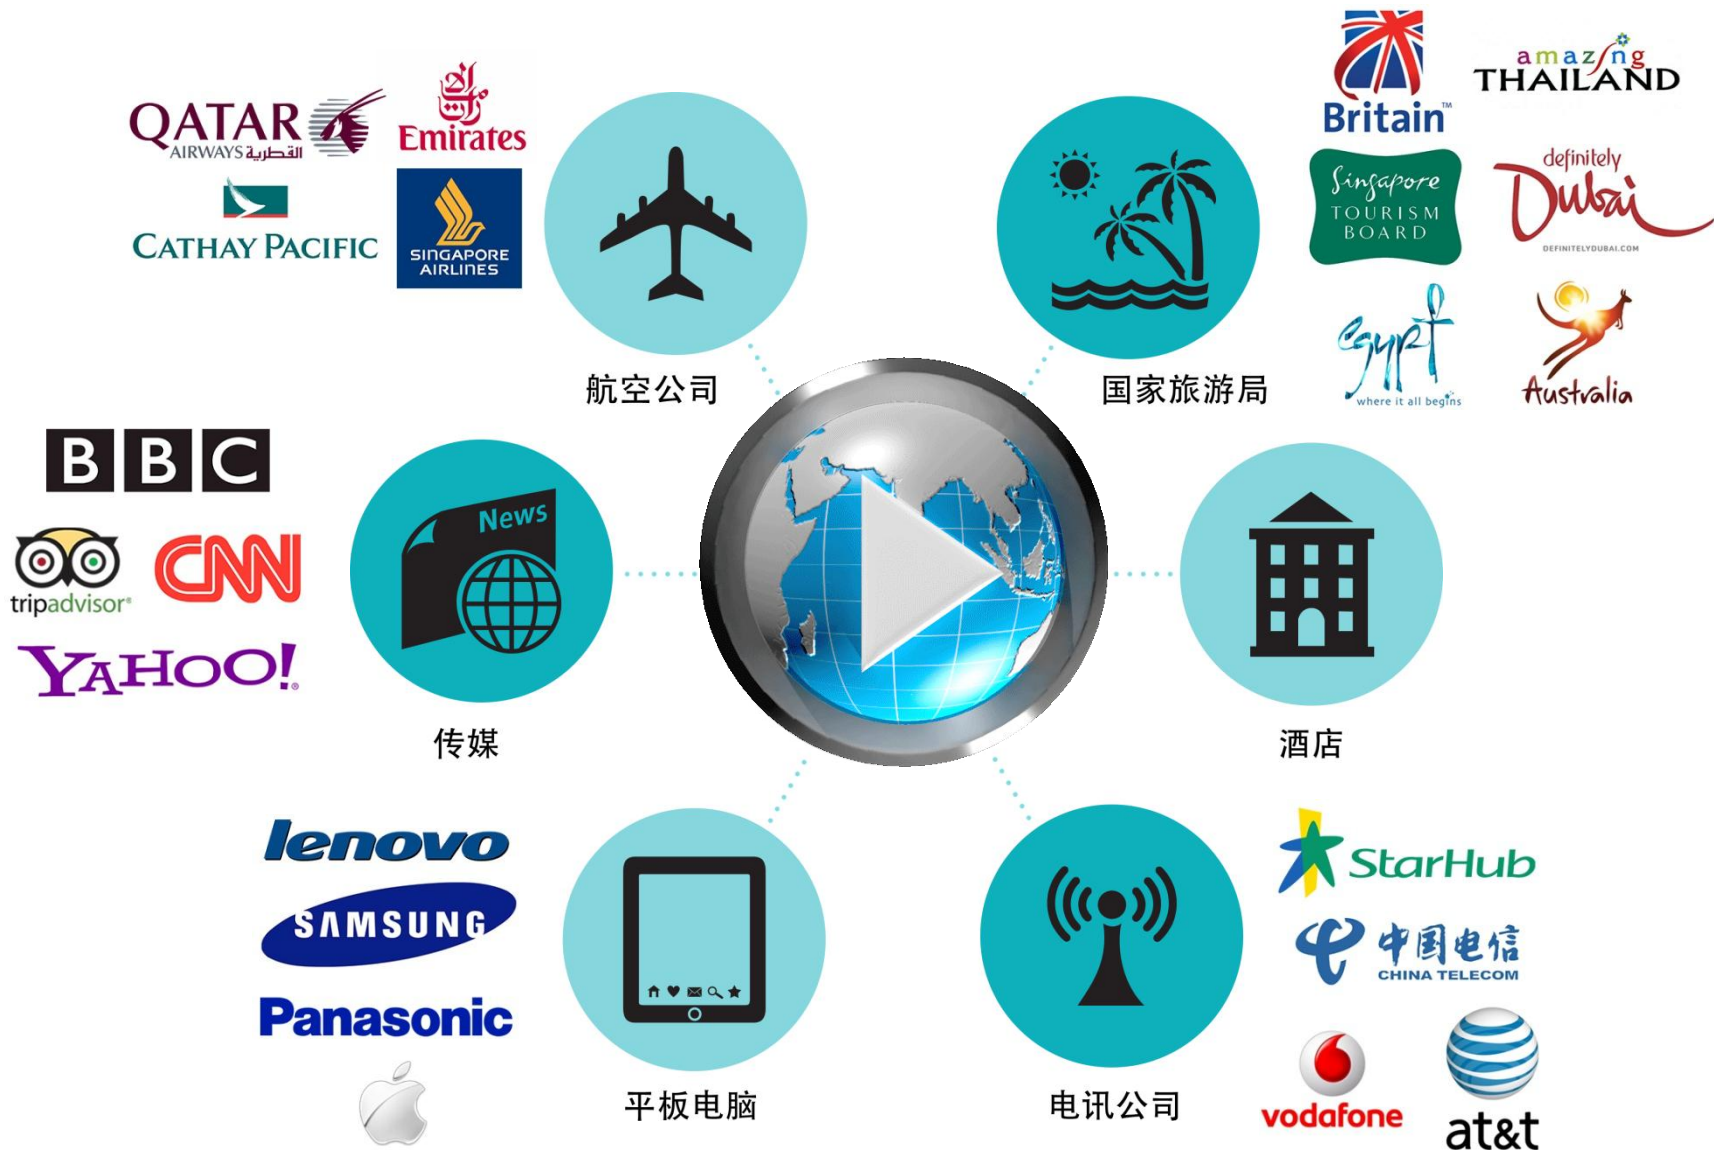 QATAR
AIRWAYS القطرية
Emirates
CATHAY PACIFIC
SINGAPORE
AIRLINES
航空公司
Britain™
amazing
THAILAND
Singapore
TOURISM
BOARD
definitely
Dubai
DEFINITELYDUBAI.COM
egypt
where it all begins
Australia
国家旅游局
BBC
tripadvisor®
CNN
YAHOO!
News
传媒
酒店
lenovo
SAMSUNG
Panasonic
平板电脑
StarHub
中国电信
CHINA TELECOM
vodafone
at&t
电讯公司